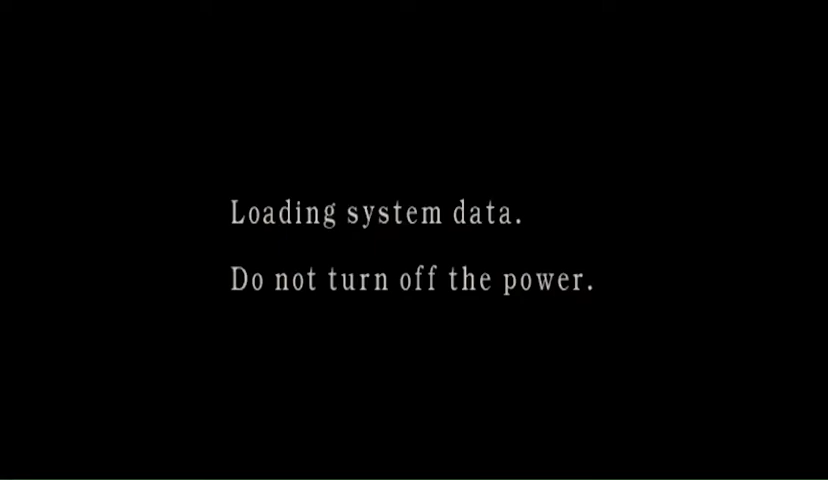 Loading system data.
Do not turn off the power.